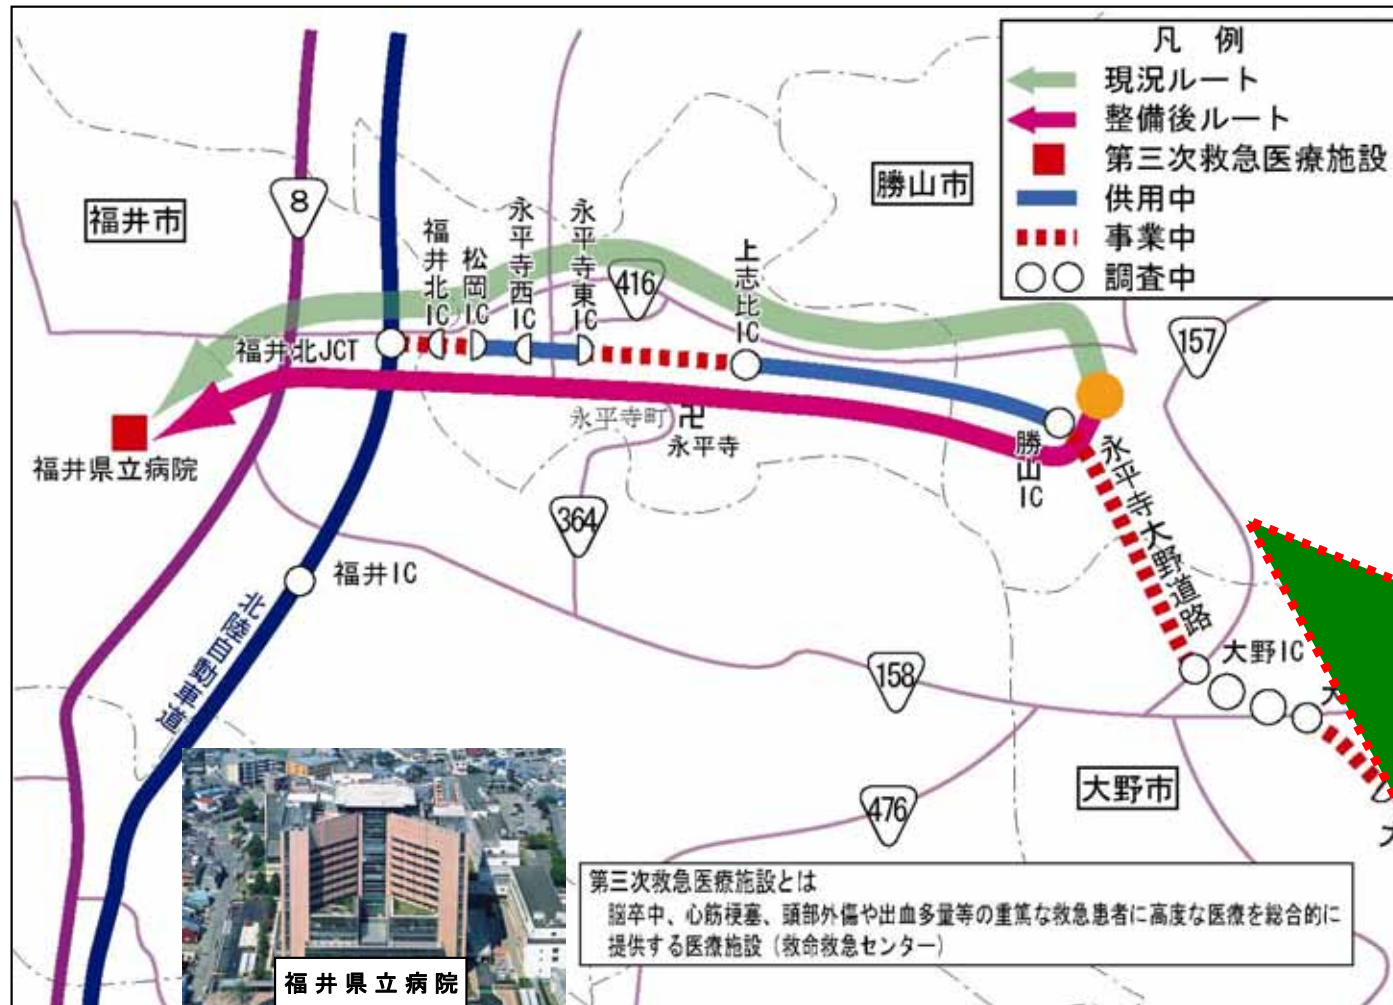 凡 例
現況ルート
整備後ルート
第三次救急医療施設
供用中
事業中
調査中
福井市
8
勝山市
福井北IC
松岡IC
永平寺西IC
永平寺東IC
416
上志比IC
157
福井北JCT
永平寺町
卍
永平寺
福井県立病院
勝山IC
永平寺大野道路
364
福井IC
北陸自動車道
大野IC
158
大
476
大野市
第三次救急医療施設とは
脳卒中、心筋梗塞、頭部外傷や出血多量等の重篤な救急患者に高度な医療を総合的に
提供する医療施設（救命救急センター）
福井県立病院